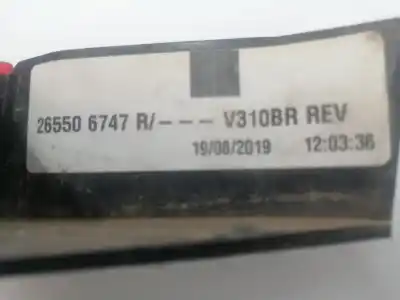 26550 6747 R/--- V310BR REV
19/08/2019 12:03:36